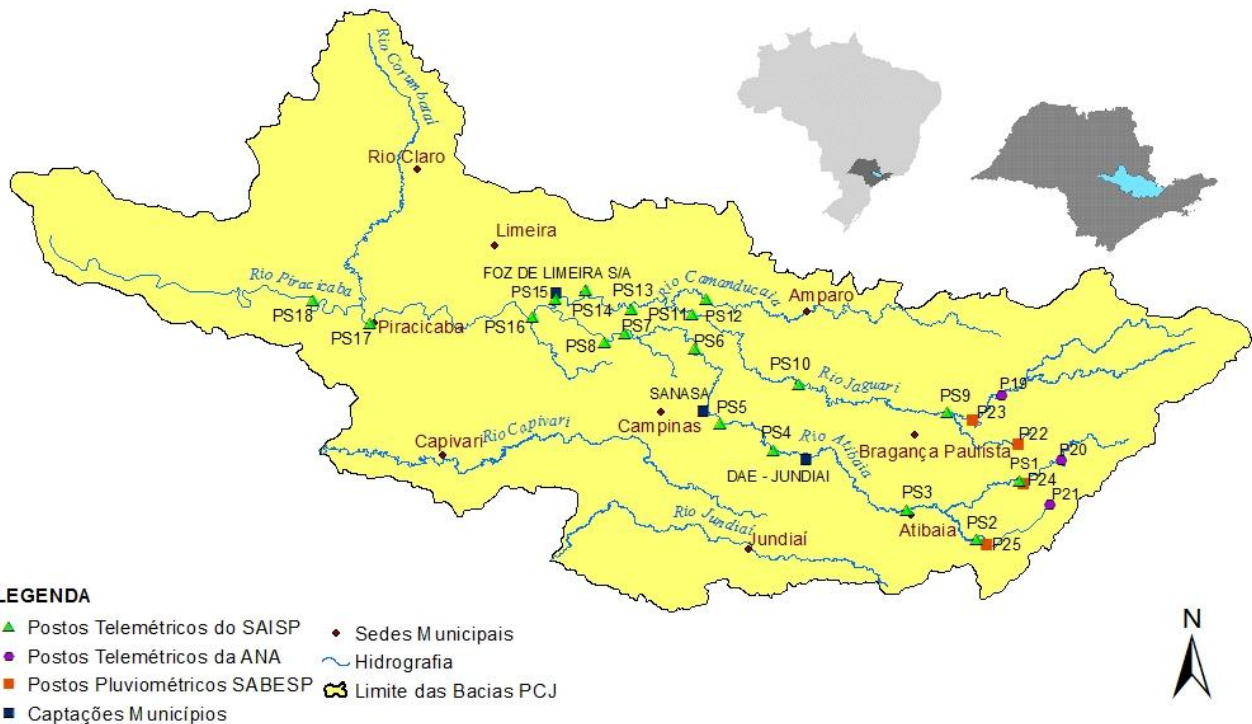 Rio Corumbataí
Rio Claro
Limeira
FOZ DE LIMEIRA S/A
Rio Piracicaba
PS18
PS17
Piracicaba
PS15
PS16
PS14
PS13
Rio Camanducaia
PS11
PS12
Amparo
PS7
PS8
PS6
PS10
Rio Jaguari
SANASA
PS5
Campinas
PS9
P19
P23
P22
Capivari
Rio Capivari
PS4
Rio Atibaia
Bragança Paulista
DAE - JUNDIAI
PS1
P20
P24
P21
PS3
Atibaia
PS2
P25
Rio Jundiaí
Jundiaí
LEGENDA
Postos Telemétricos do SAISP
Postos Telemétricos da ANA
Postos Pluviométricos SABESP
Captações Municípios
Sedes Municipais
Hidrografia
Limite das Bacias PCJ
N